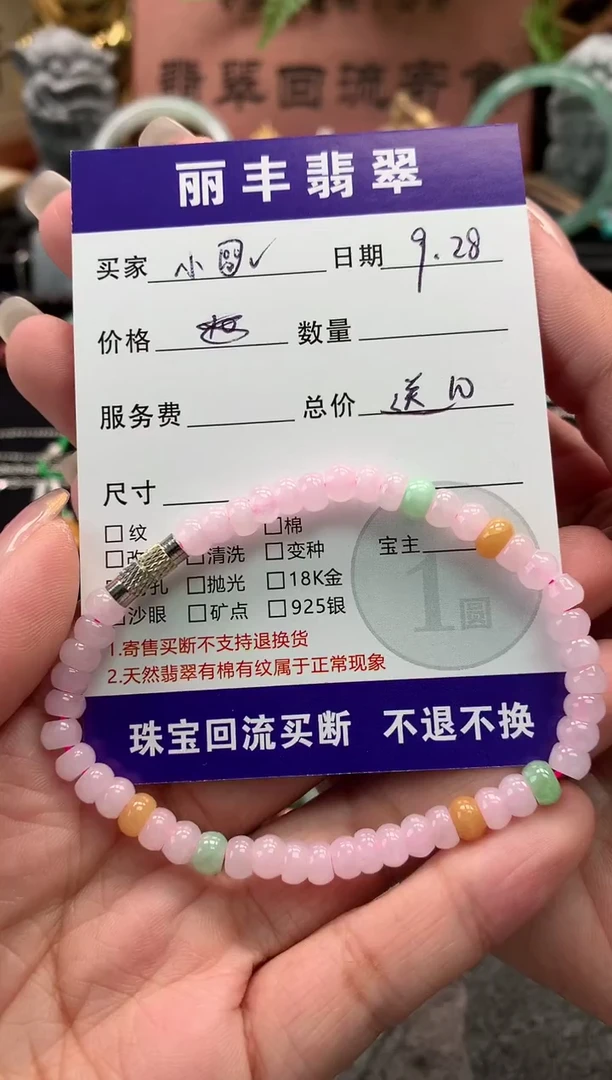 翡翠回流寄售
丽丰翡翠
买家 小圆✓ 日期 9.28
价格 数量
服务费 总价 送
尺寸
纹 棉
清洗 变种 宝主
孔 抛光 18K金
沙眼 矿点 925银
1圆
1.寄售买断不支持退换货
2.天然翡翠有棉有纹属于正常现象
珠宝回流买断 不退不换